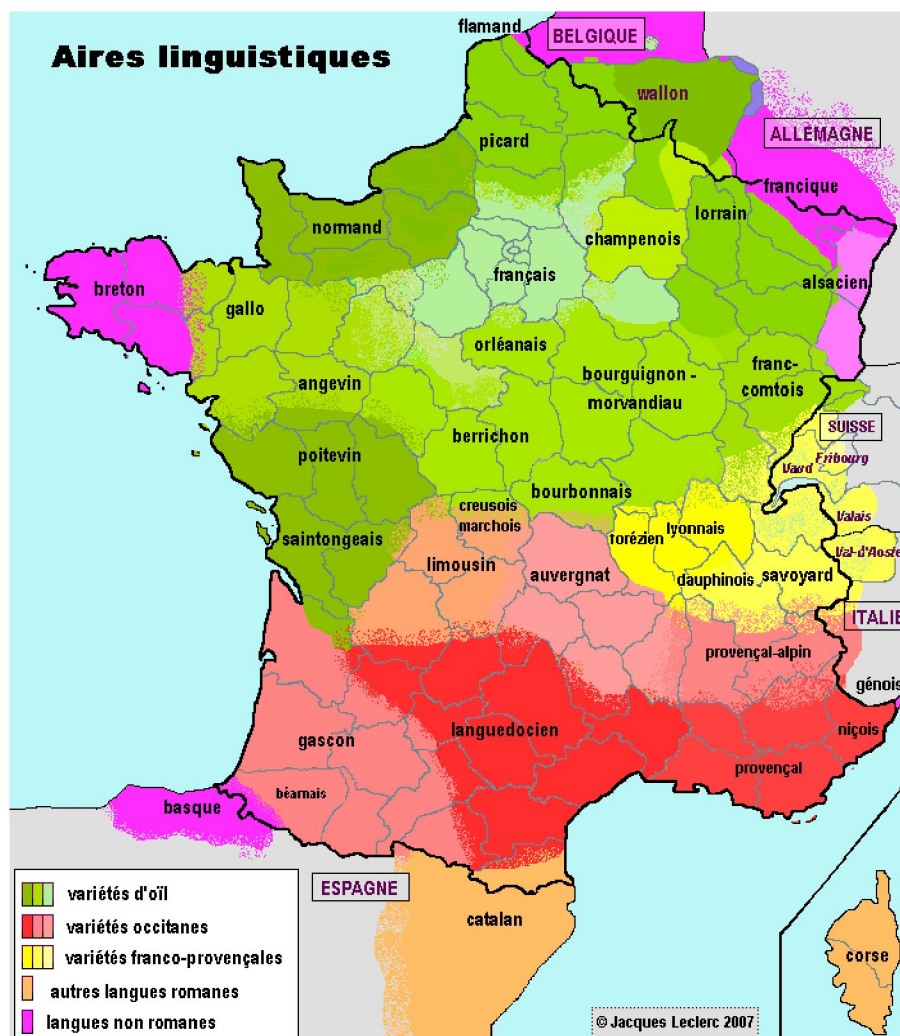 flamand
BELGIQUE
Aires linguistiques
wallon
ALLEMAGNE
picard
francique
lorrain
normand
champenois
français
alsacien
breton
gallo
orléanais
franc-
comtois
bourguignon -
morvandiau
angevin
SUISSE
berrichon
poitevin
Vaud
Fribourg
bourbonnais
creusois
marchois
lyonnais
Valais
forézien
saintongeais
Val-d'Aoste
limousin
auvergnat
dauphinois
savoyard
ITALIE
provençal-alpin
génois
languedocien
niçois
gascon
provençal
béarnais
basque
ESPAGNE
variétés d'oïl
catalan
variétés occitanes
variétés franco-provençales
corse
autres langues romanes
langues non romanes
© Jacques Leclerc 2007